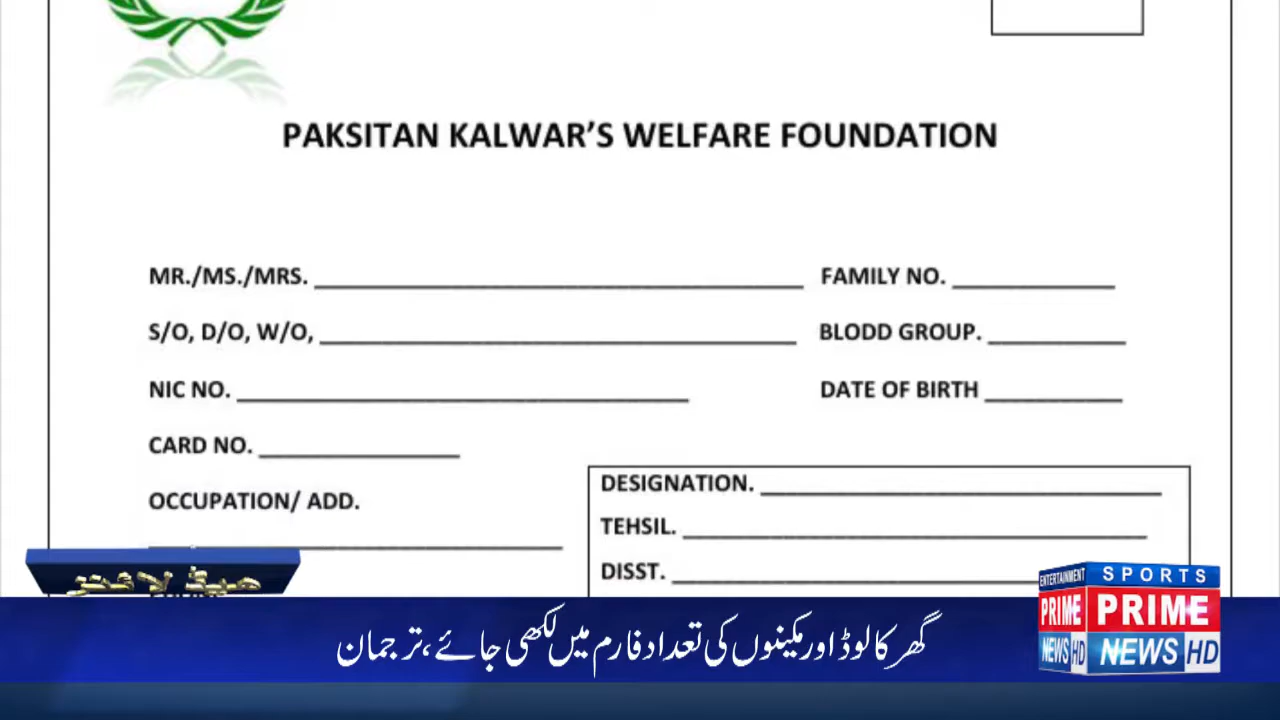 PAKSITAN KALWAR'S WELFARE FOUNDATION
MR./MS./MRS. FAMILY NO.
S/O, D/O, W/O, BLODD GROUP.
NIC NO. DATE OF BIRTH
CARD NO.
OCCUPATION/ ADD.
DESIGNATION.
TEHSIL.
DISST.
ہیڈ لائنز
گھر کا لوڈ اور مکینوں کی تعداد فارم میں لکھی جائے، ترجمان
ENTERTAINMENT SPORTS
PRIME PRIME
NEWS HD NEWS HD